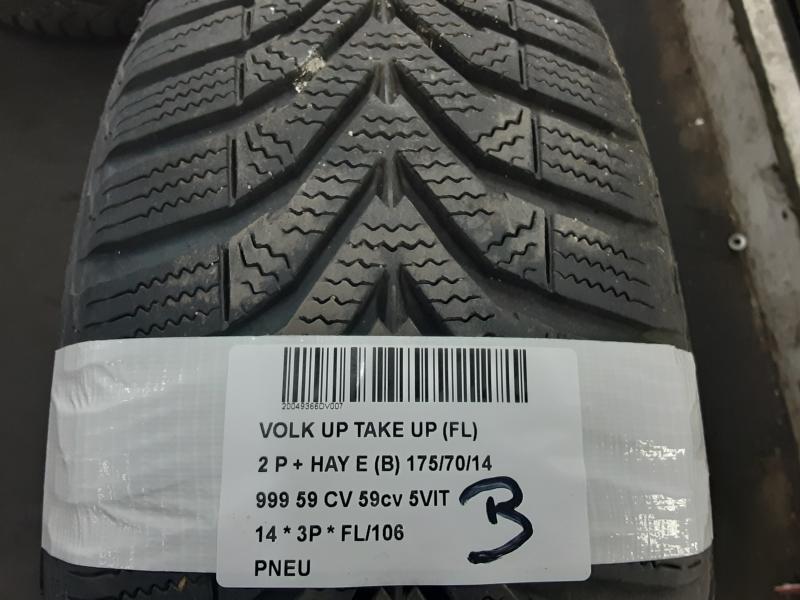 20049366DV007
VOLK UP TAKE UP (FL)
2 P + HAY E (B) 175/70/14
999 59 CV 59cv 5VIT
14 * 3P * FL/106
PNEU
B